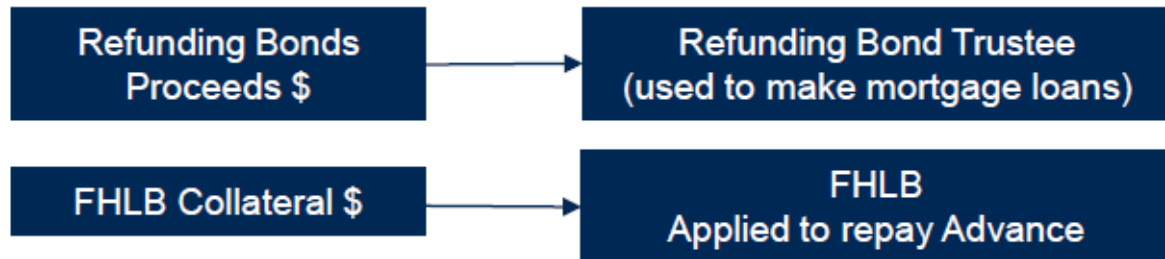 Refunding Bonds
Proceeds $
Refunding Bond Trustee
(used to make mortgage loans)
FHLB Collateral $
FHLB
Applied to repay Advance